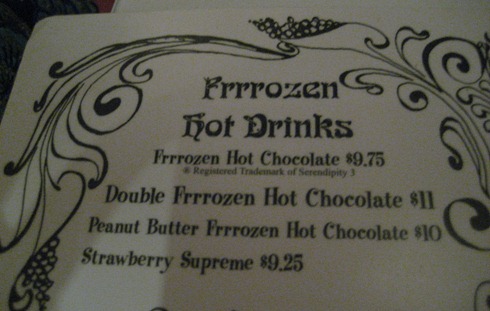 Frrrozen
Hot Drinks
Frrrozen Hot Chocolate $9.75
® Registered Trademark of Serendipity 3
Double Frrrozen Hot Chocolate $11
Peanut Butter Frrrozen Hot Chocolate $10
Strawberry Supreme $9.25